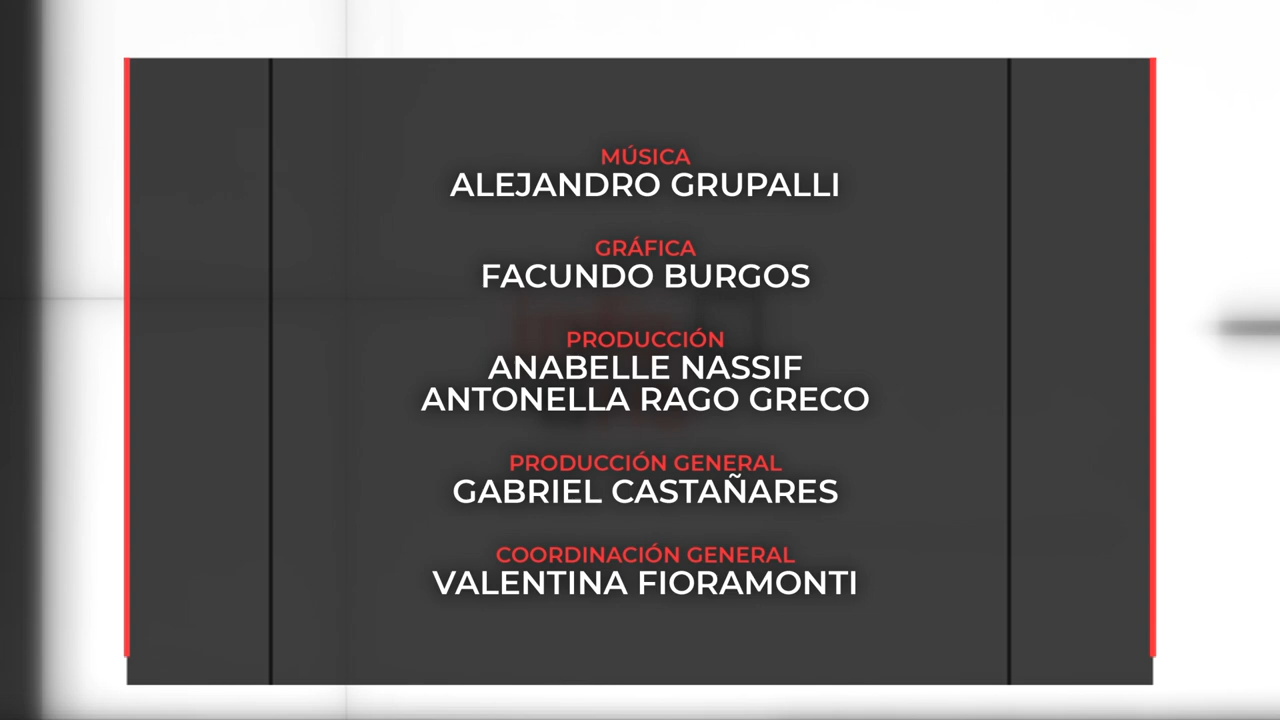 MÚSICA
ALEJANDRO GRUPALLI
GRÁFICA
FACUNDO BURGOS
PRODUCCIÓN
ANABELLE NASSIF
ANTONELLA RAGO GRECO
PRODUCCIÓN GENERAL
GABRIEL CASTAÑARES
COORDINACIÓN GENERAL
VALENTINA FIORAMONTI